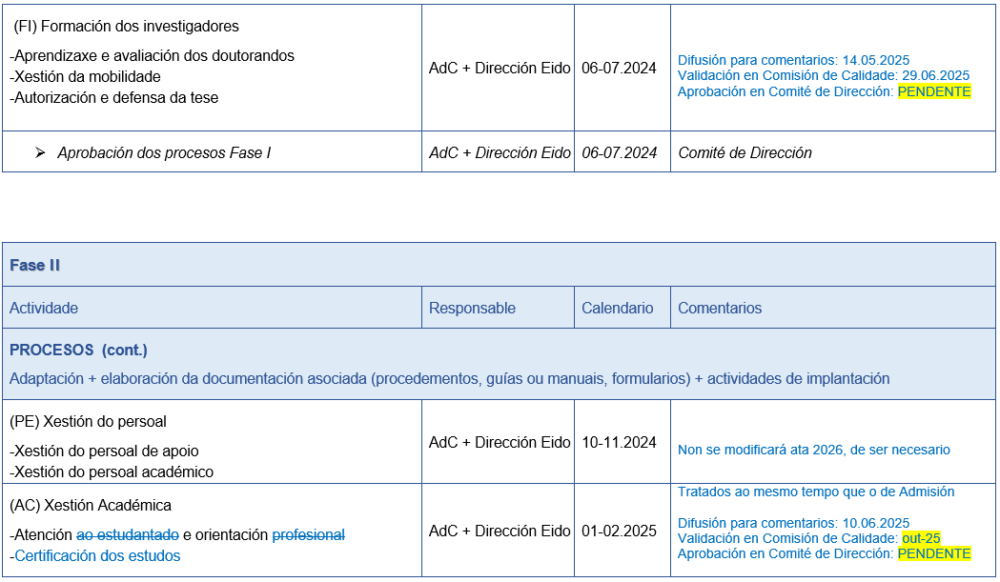 (FI) Formación dos investigadores
-Aprendizaxe e avaliación dos doutorandos
-Xestión da mobilidade
-Autorización e defensa da tese
AdC + Dirección Eido
06-07.2024
Difusión para comentarios: 14.05.2025
Validación en Comisión de Calidade: 29.06.2025
Aprobación en Comité de Dirección: PENDENTE
➢ Aprobación dos procesos Fase I
AdC + Dirección Eido
06-07.2024
Comité de Dirección
Fase II
Actividade
Responsable
Calendario
Comentarios
PROCESOS (cont.)
Adaptación + elaboración da documentación asociada (procedementos, guías ou manuais, formularios) + actividades de implantación
(PE) Xestión do persoal
-Xestión do persoal de apoio
-Xestión do persoal académico
AdC + Dirección Eido
10-11.2024
Non se modificará ata 2026, de ser necesario
(AC) Xestión Académica
-Atención ao estudantado e orientación profesional
-Certificación dos estudos
AdC + Dirección Eido
01-02.2025
Tratados ao mesmo tempo que o de Admisión
Difusión para comentarios: 10.06.2025
Validación en Comisión de Calidade: out-25
Aprobación en Comité de Dirección: PENDENTE